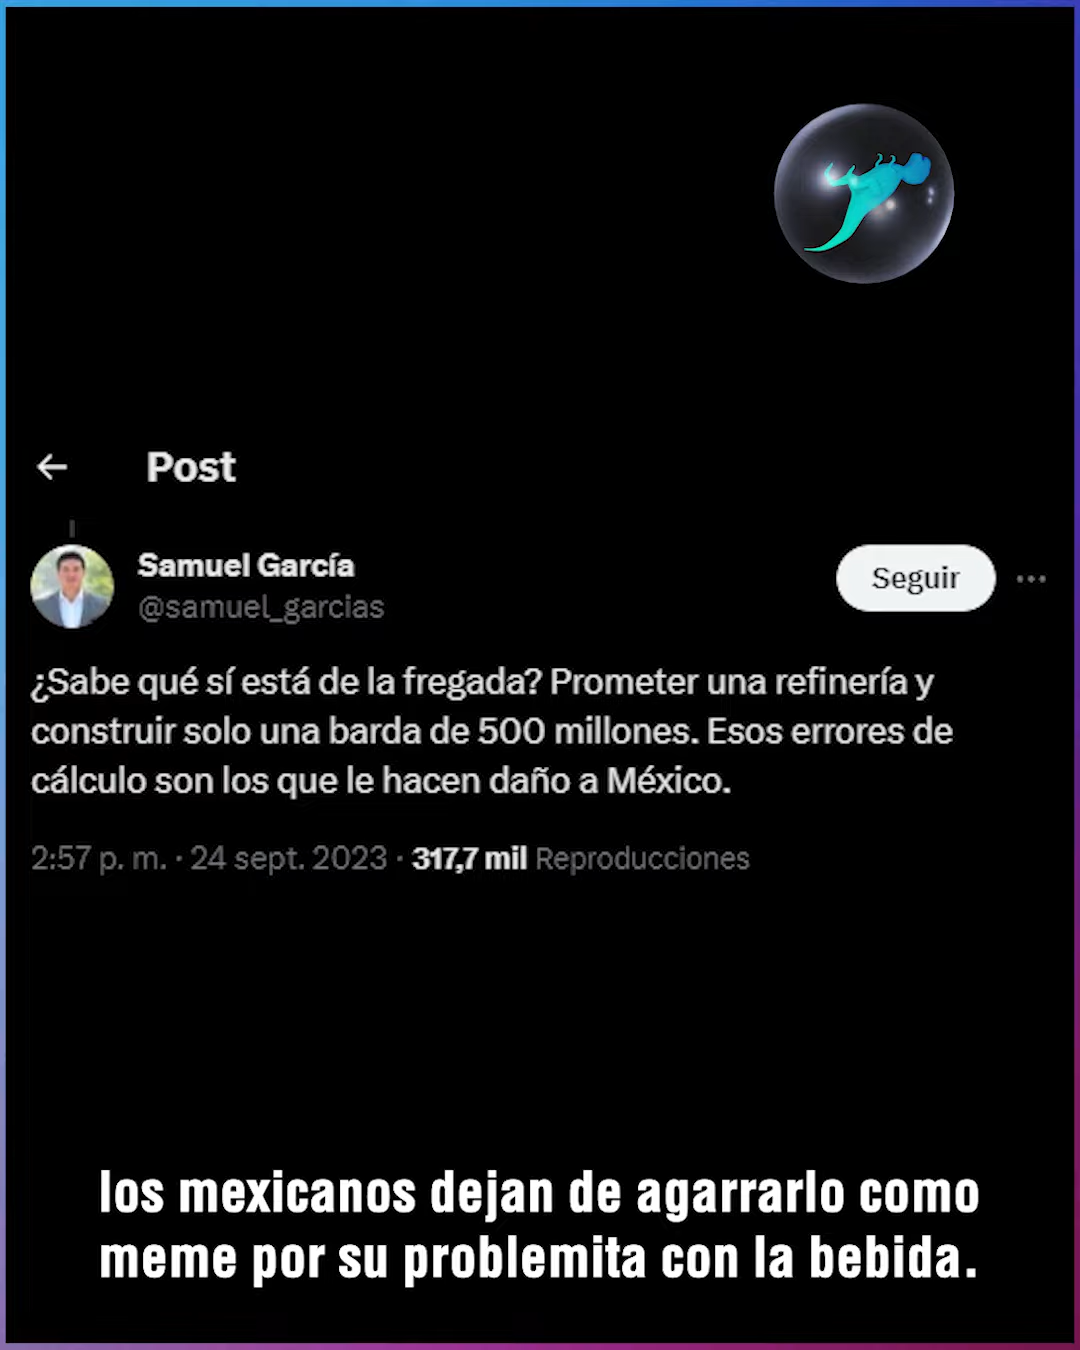 Post
Samuel García
@samuel_garcias
Seguir
¿Sabe qué sí está de la fregada? Prometer una refinería y
construir solo una barda de 500 millones. Esos errores de
cálculo son los que le hacen daño a México.
2:57 p. m. · 24 sept. 2023 · 317,7 mil Reproducciones
los mexicanos dejan de agarrarlo como
meme por su problemita con la bebida.